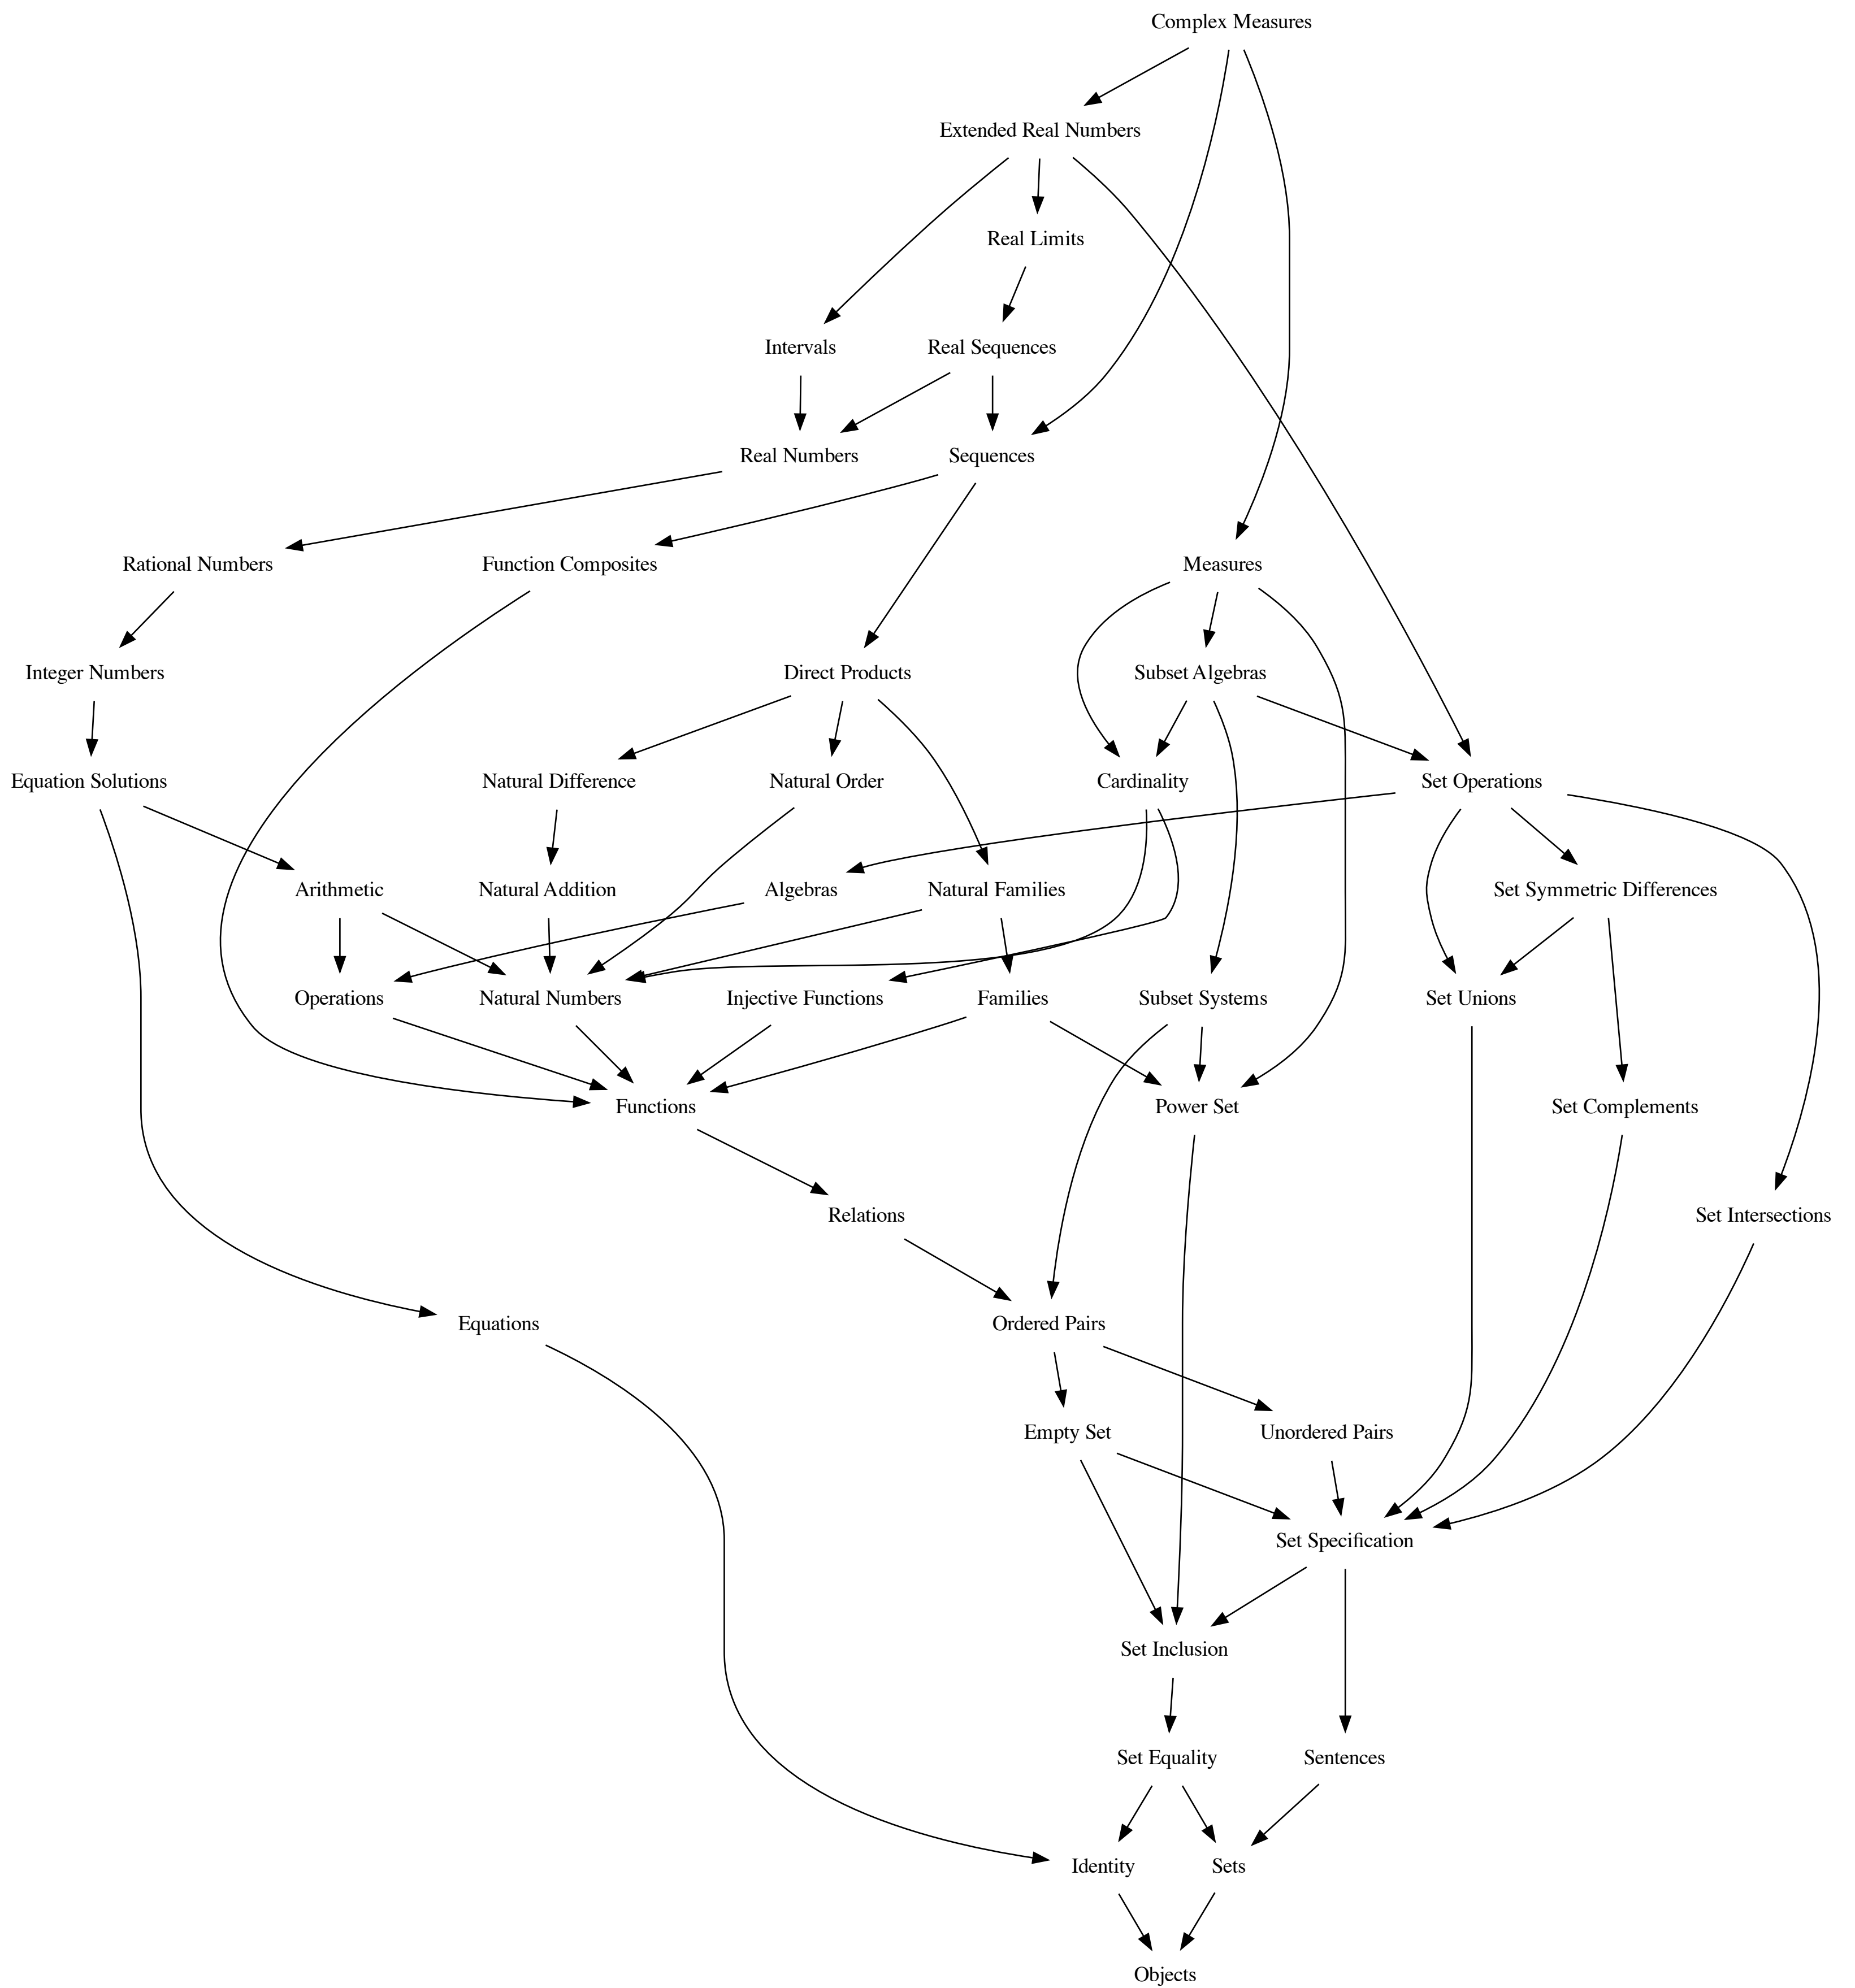 Complex Measures
Extended Real Numbers
Real Limits
Intervals
Real Sequences
Real Numbers
Sequences
Rational Numbers
Function Composites
Measures
Integer Numbers
Direct Products
Subset Algebras
Equation Solutions
Natural Difference
Natural Order
Cardinality
Set Operations
Arithmetic
Natural Addition
Algebras
Natural Families
Set Symmetric Differences
Operations
Natural Numbers
Injective Functions
Families
Subset Systems
Set Unions
Functions
Power Set
Set Complements
Relations
Set Intersections
Equations
Ordered Pairs
Empty Set
Unordered Pairs
Set Specification
Set Inclusion
Set Equality
Sentences
Identity
Sets
Objects